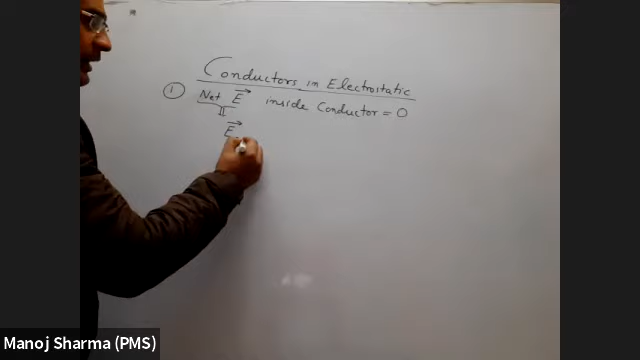 Conductors in Electrostatic
① Net E⃗ inside Conductor = 0
⇓
E⃗
Manoj Sharma (PMS)